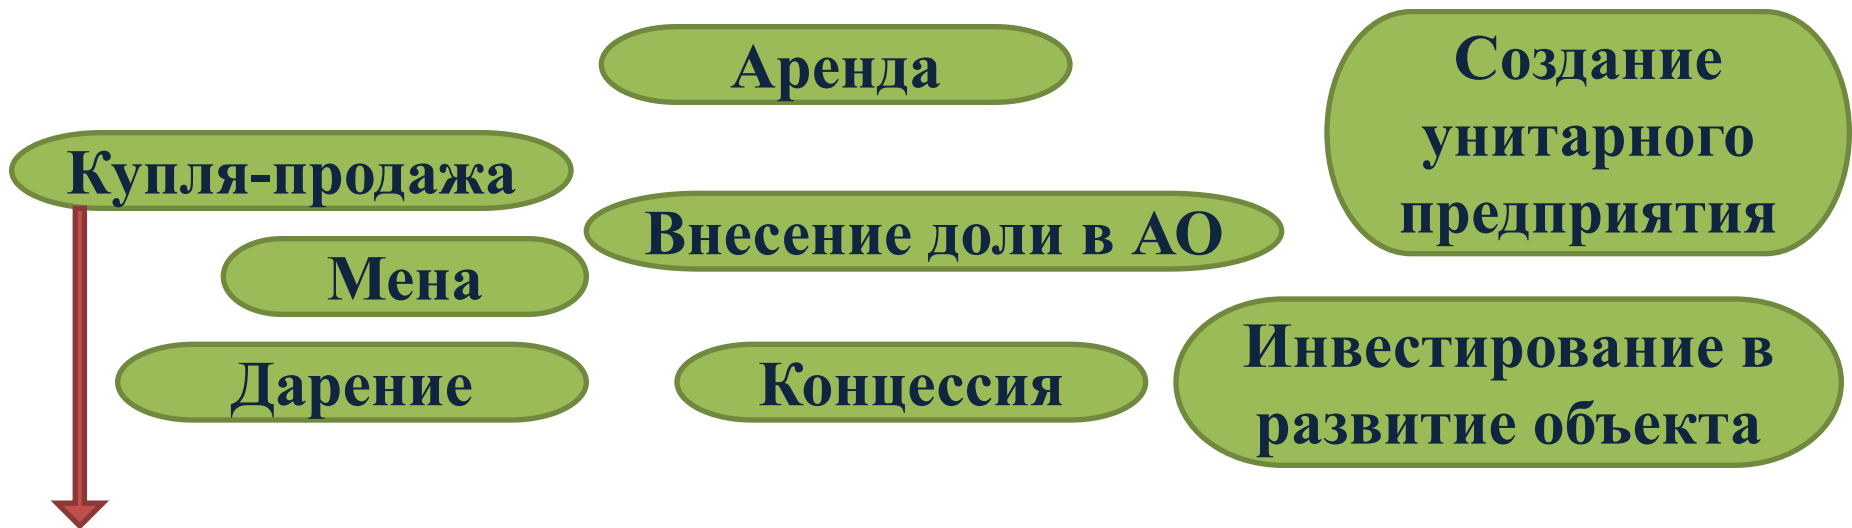 Аренда
Создание
унитарного
предприятия
Купля-продажа
Внесение доли в АО
Мена
Дарение
Концессия
Инвестирование в
развитие объекта